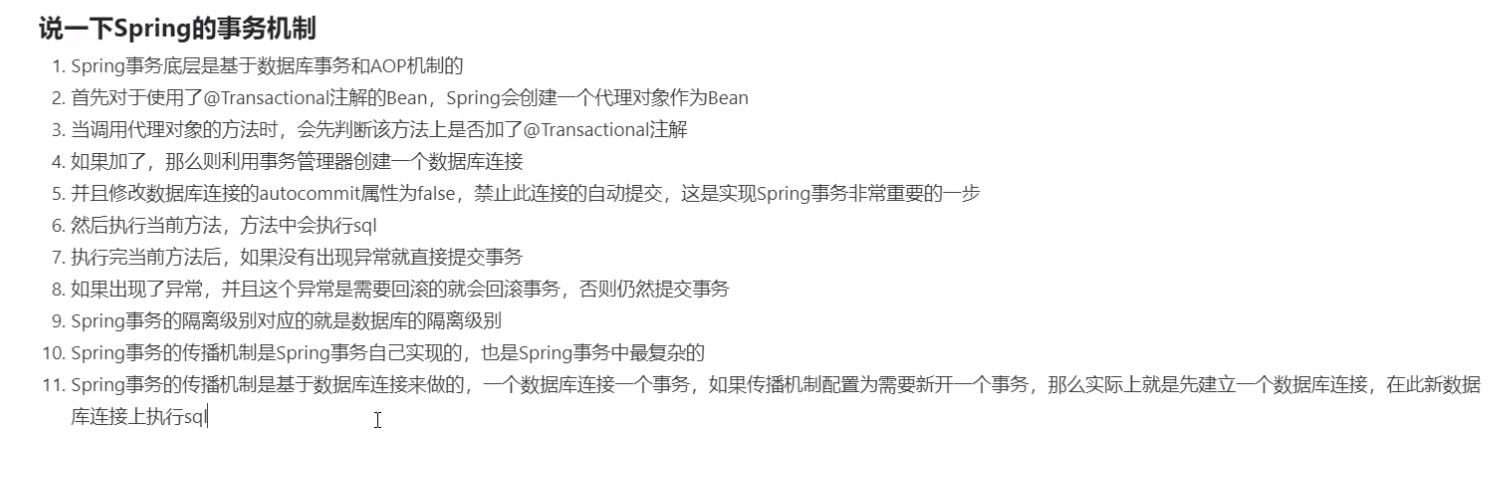 说一下Spring的事务机制
1. Spring事务底层是基于数据库事务和AOP机制的
2. 首先对于使用了@Transactional注解的Bean，Spring会创建一个代理对象作为Bean
3. 当调用代理对象的方法时，会先判断该方法上是否加了@Transactional注解
4. 如果加了，那么则利用事务管理器创建一个数据库连接
5. 并且修改数据库连接的autocommit属性为false，禁止此连接的自动提交，这是实现Spring事务非常重要的一步
6. 然后执行当前方法，方法中会执行sql
7. 执行完当前方法后，如果没有出现异常就直接提交事务
8. 如果出现了异常，并且这个异常是需要回滚的就会回滚事务，否则仍然提交事务
9. Spring事务的隔离级别对应的就是数据库的隔离级别
10. Spring事务的传播机制是Spring事务自己实现的，也是Spring事务中最复杂的
11. Spring事务的传播机制是基于数据库连接来做的，一个数据库连接一个事务，如果传播机制配置为需要新开一个事务，那么实际上就是先建立一个数据库连接，在此新数据
库连接上执行sql